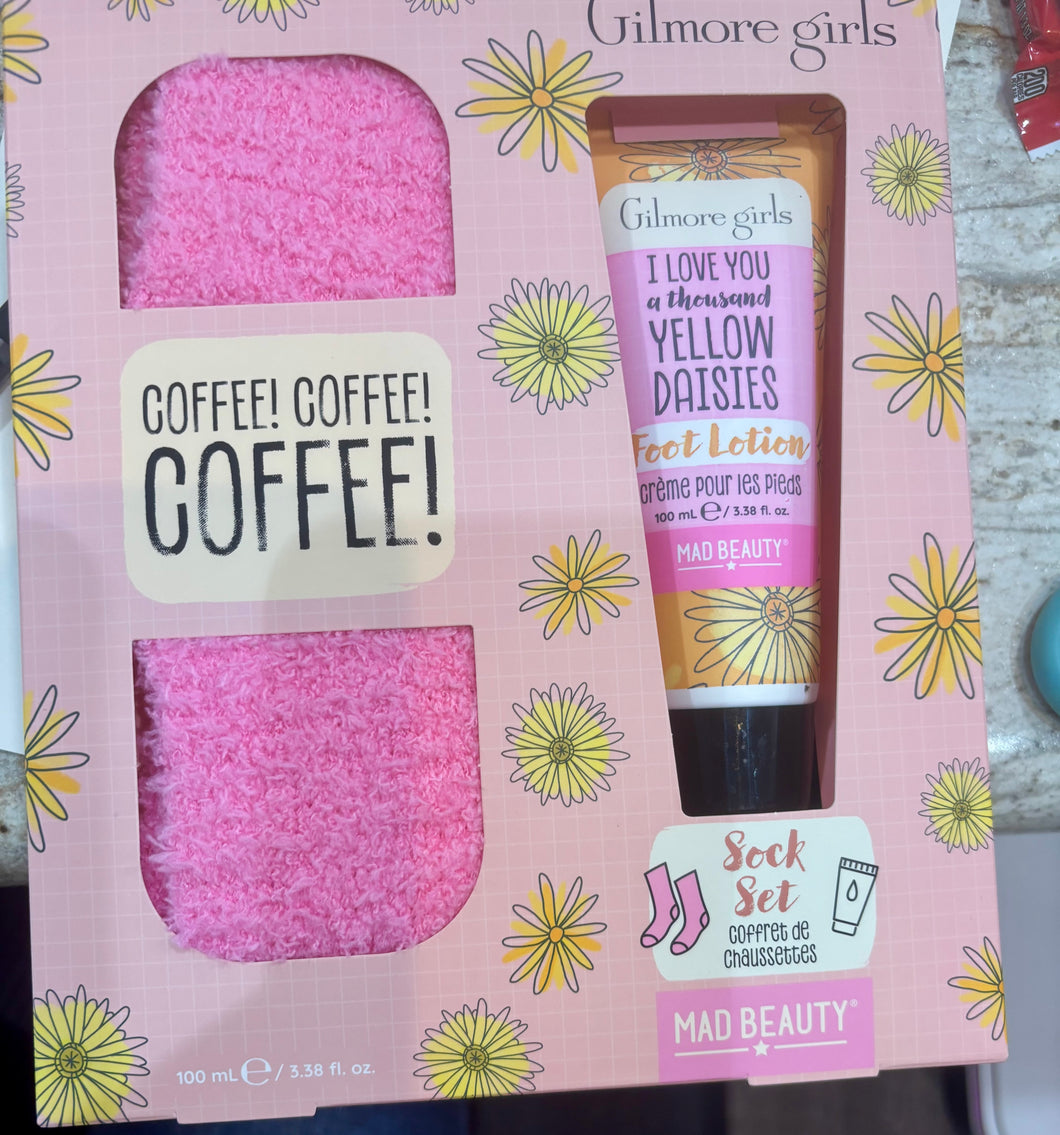 Gilmore girls
COFFEE! COFFEE!
COFFEE!
Gilmore girls
I LOVE YOU
a thousand
YELLOW
DAISIES
Foot Lotion
crème pour les pieds
100 mL e / 3.38 fl. oz.
MAD BEAUTY®
Sock
Set
coffret de
chaussettes
MAD BEAUTY®
100 mL e / 3.38 fl. oz.
200